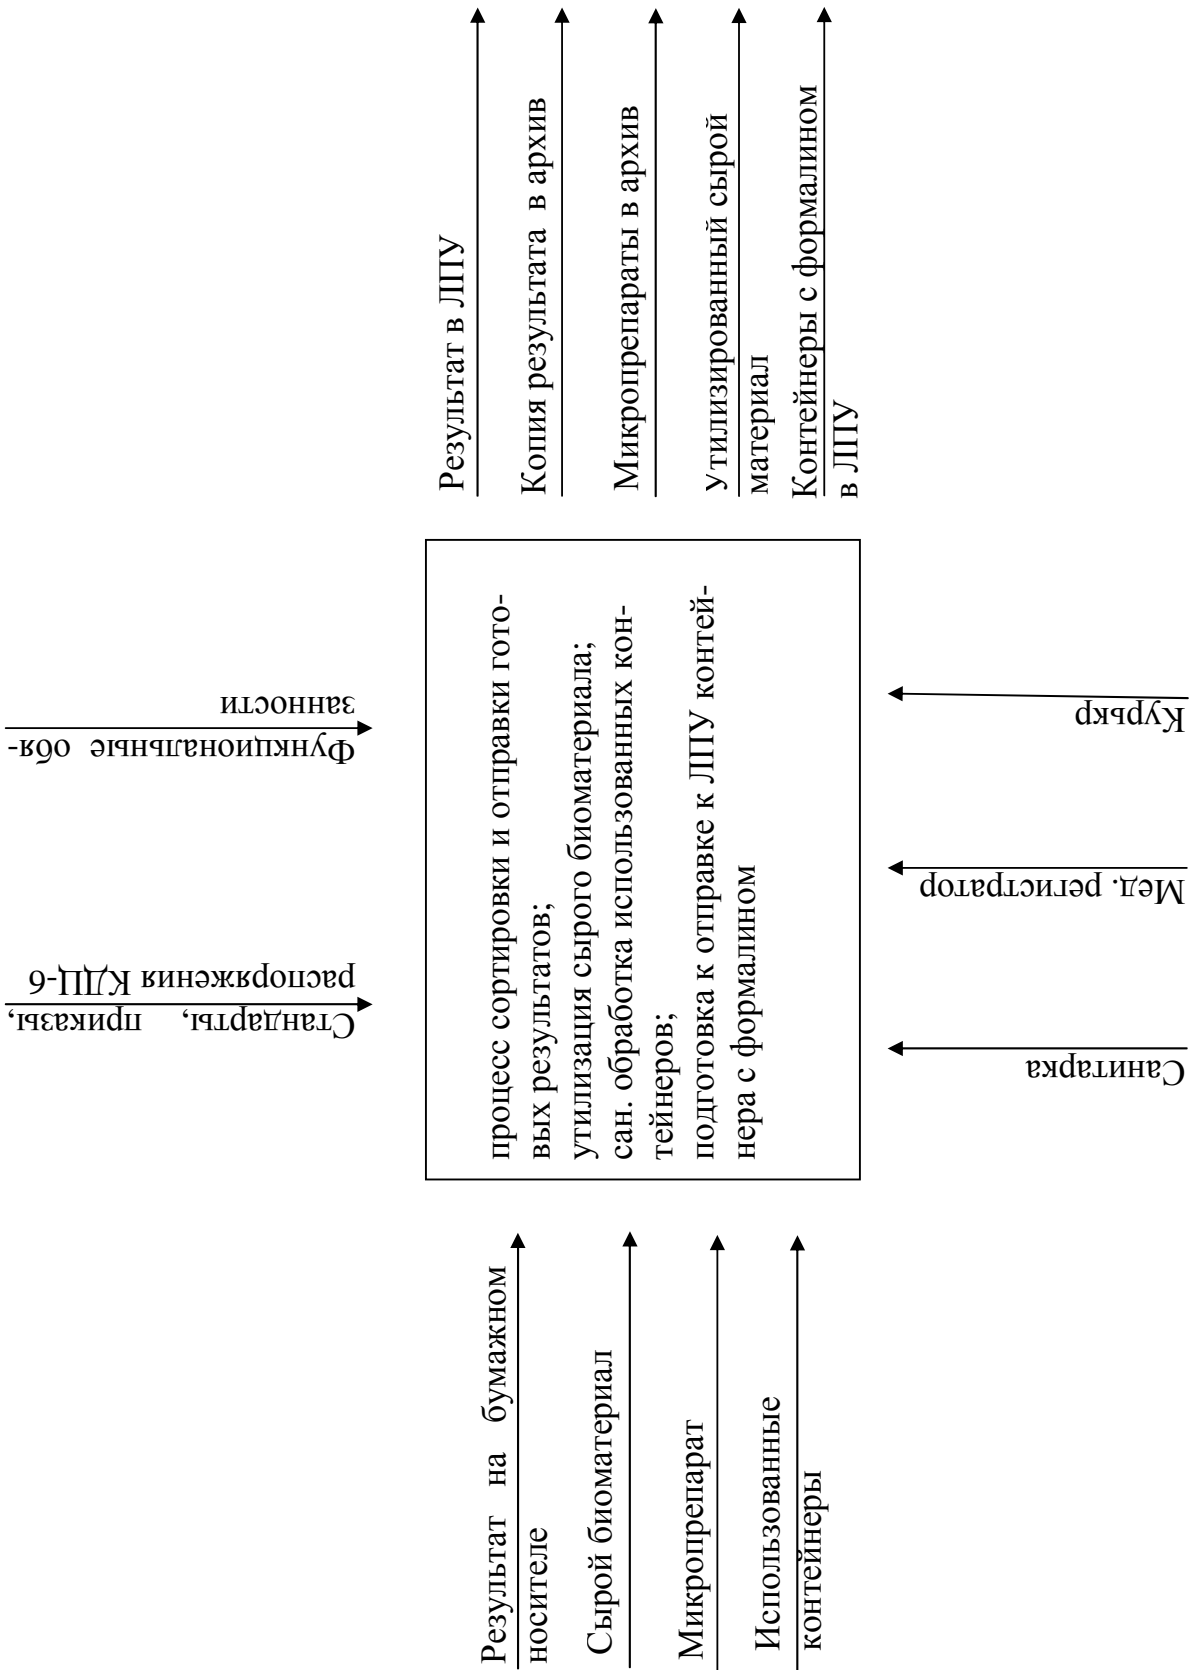 Стандарты, приказы,
распоряжения КДЦ-6
Функциональные обя-
занности
Результат на бумажном
носителе
Сырой биоматериал
Микропрепарат
Использованные
контейнеры
процесс сортировки и отправки гото-
вых результатов;
утилизация сырого биоматериала;
сан. обработка использованных кон-
тейнеров;
подготовка к отправке к ЛПУ контей-
нера с формалином
Результат в ЛПУ
Копия результата в архив
Микропрепараты в архив
Утилизированный сырой
материал
Контейнеры с формалином
в ЛПУ
Санитарка
Мед. регистратор
Курькр